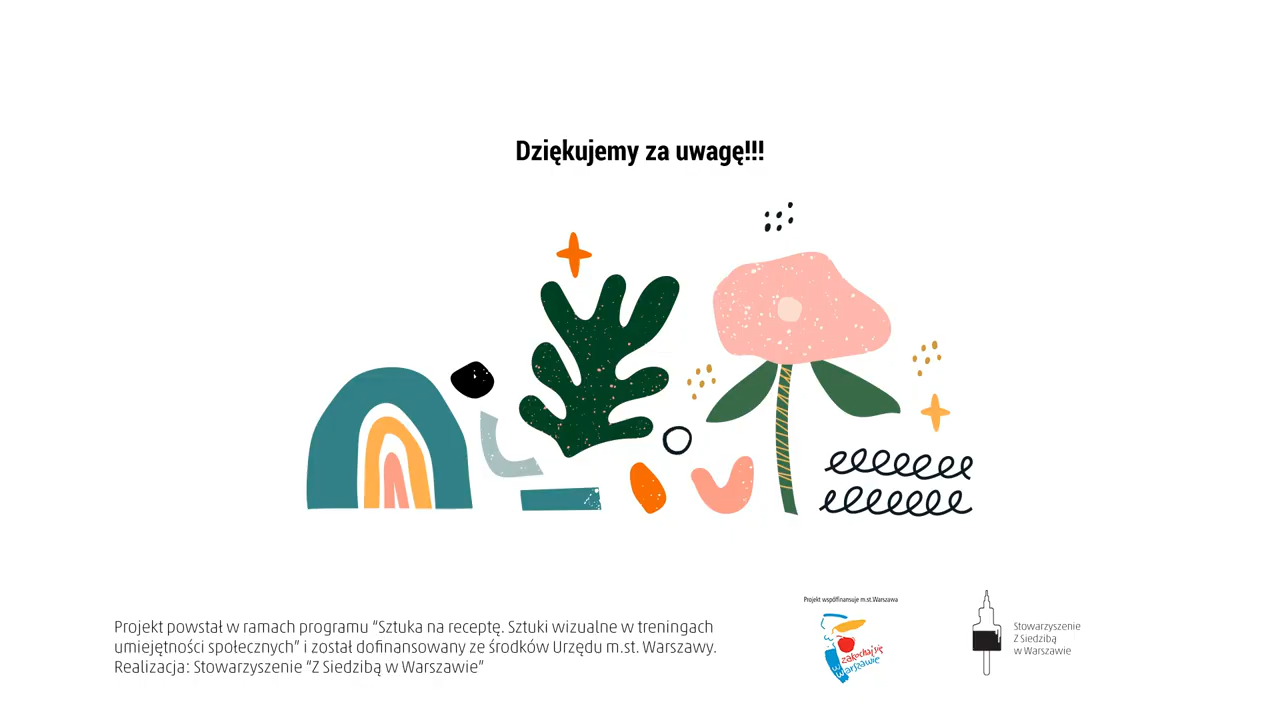 Dziękujemy za uwagę!!!
Projekt powstał w ramach programu “Sztuka na receptę. Sztuki wizualne w treningach
umiejętności społecznych” i został dofinansowany ze środków Urzędu m.st. Warszawy.
Realizacja: Stowarzyszenie “Z Siedzibą w Warszawie”
Projekt współfinansuje m.st.Warszawa
zakochaj się
w Warszawie
Stowarzyszenie
Z Siedzibą
w Warszawie